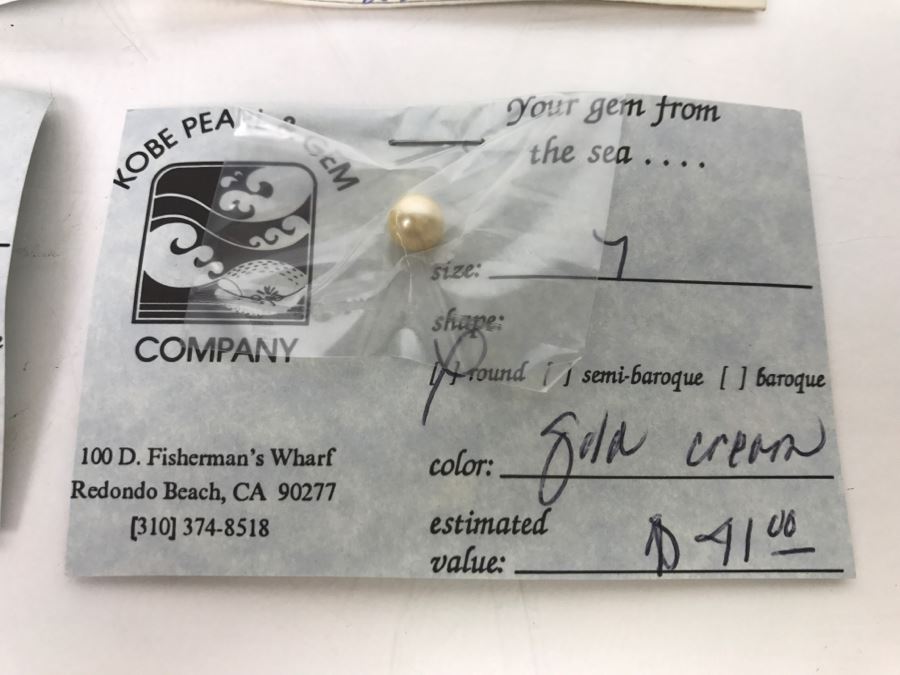 KOBE PEARL & GEM
COMPANY
100 D. Fisherman's Wharf
Redondo Beach, CA 90277
[310] 374-8518
Your gem from
the sea . . . .
size: 7
shape:
[X] round [ ] semi-baroque [ ] baroque
color: gold cream
estimated
value: $ 41 00